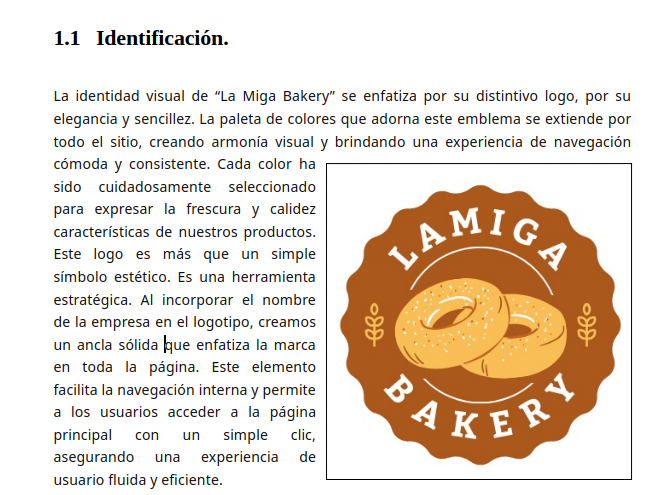 1.1 Identificación.
La identidad visual de “La Miga Bakery” se enfatiza por su distintivo logo, por su
elegancia y sencillez. La paleta de colores que adorna este emblema se extiende por
todo el sitio, creando armonía visual y brindando una experiencia de navegación
cómoda y consistente. Cada color ha
sido cuidadosamente seleccionado
para expresar la frescura y calidez
características de nuestros productos.
Este logo es más que un simple
símbolo estético. Es una herramienta
estratégica. Al incorporar el nombre
de la empresa en el logotipo, creamos
un ancla sólida que enfatiza la marca
en toda la página. Este elemento
facilita la navegación interna y permite
a los usuarios acceder a la página
principal con un simple clic,
asegurando una experiencia de
usuario fluida y eficiente.
LAMIGA
BAKERY